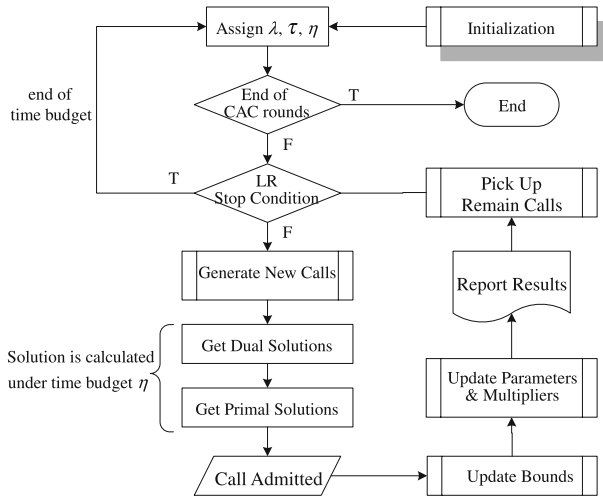 Assign λ, τ, η
Initialization
end of
time budget
End of
CAC rounds
T
End
F
T
LR
Stop Condition
Pick Up
Remain Calls
F
Generate New Calls
Report Results
Solution is calculated
under time budget η
Get Dual Solutions
Get Primal Solutions
Update Parameters
& Multipliers
Call Admitted
Update Bounds